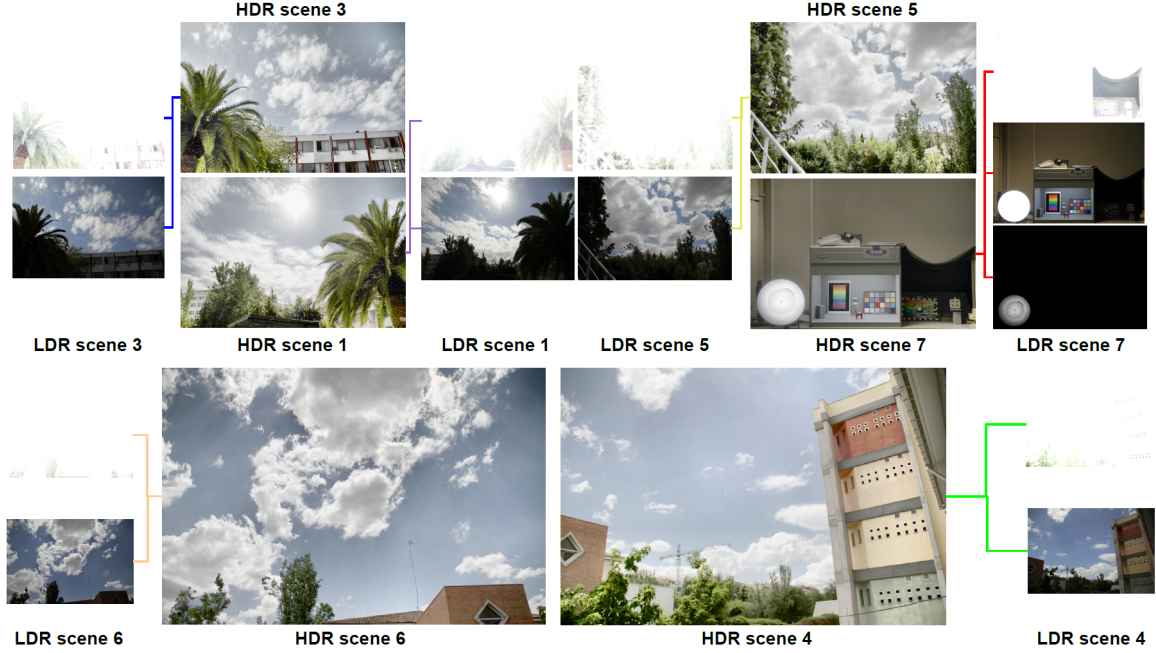 HDR scene 3
HDR scene 5
LDR scene 3
HDR scene 1
LDR scene 1
LDR scene 5
HDR scene 7
LDR scene 7
LDR scene 6
HDR scene 6
HDR scene 4
LDR scene 4